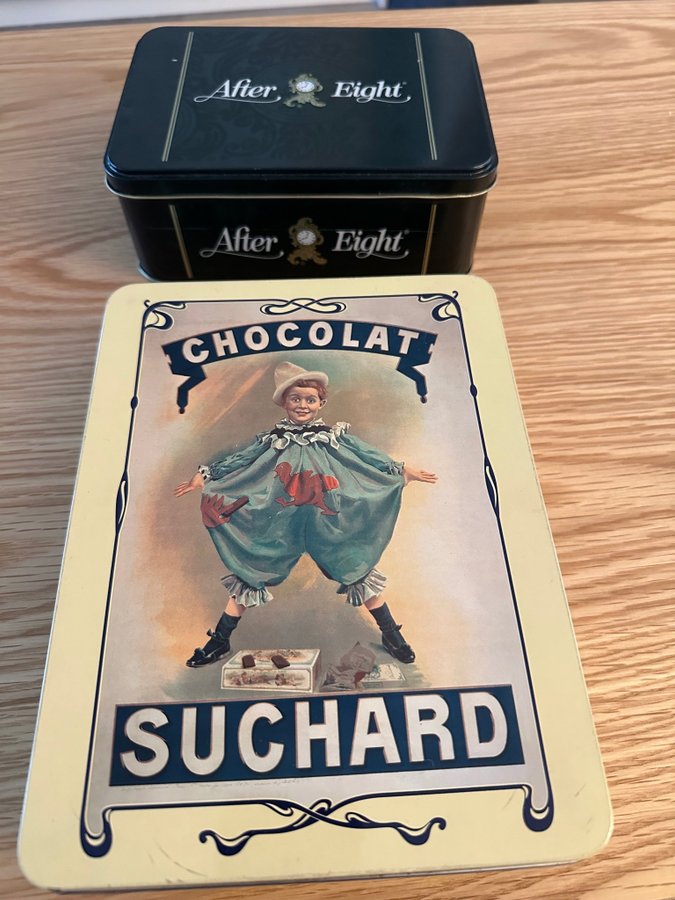 After Eight
After Eight
CHOCOLAT
SUCHARD